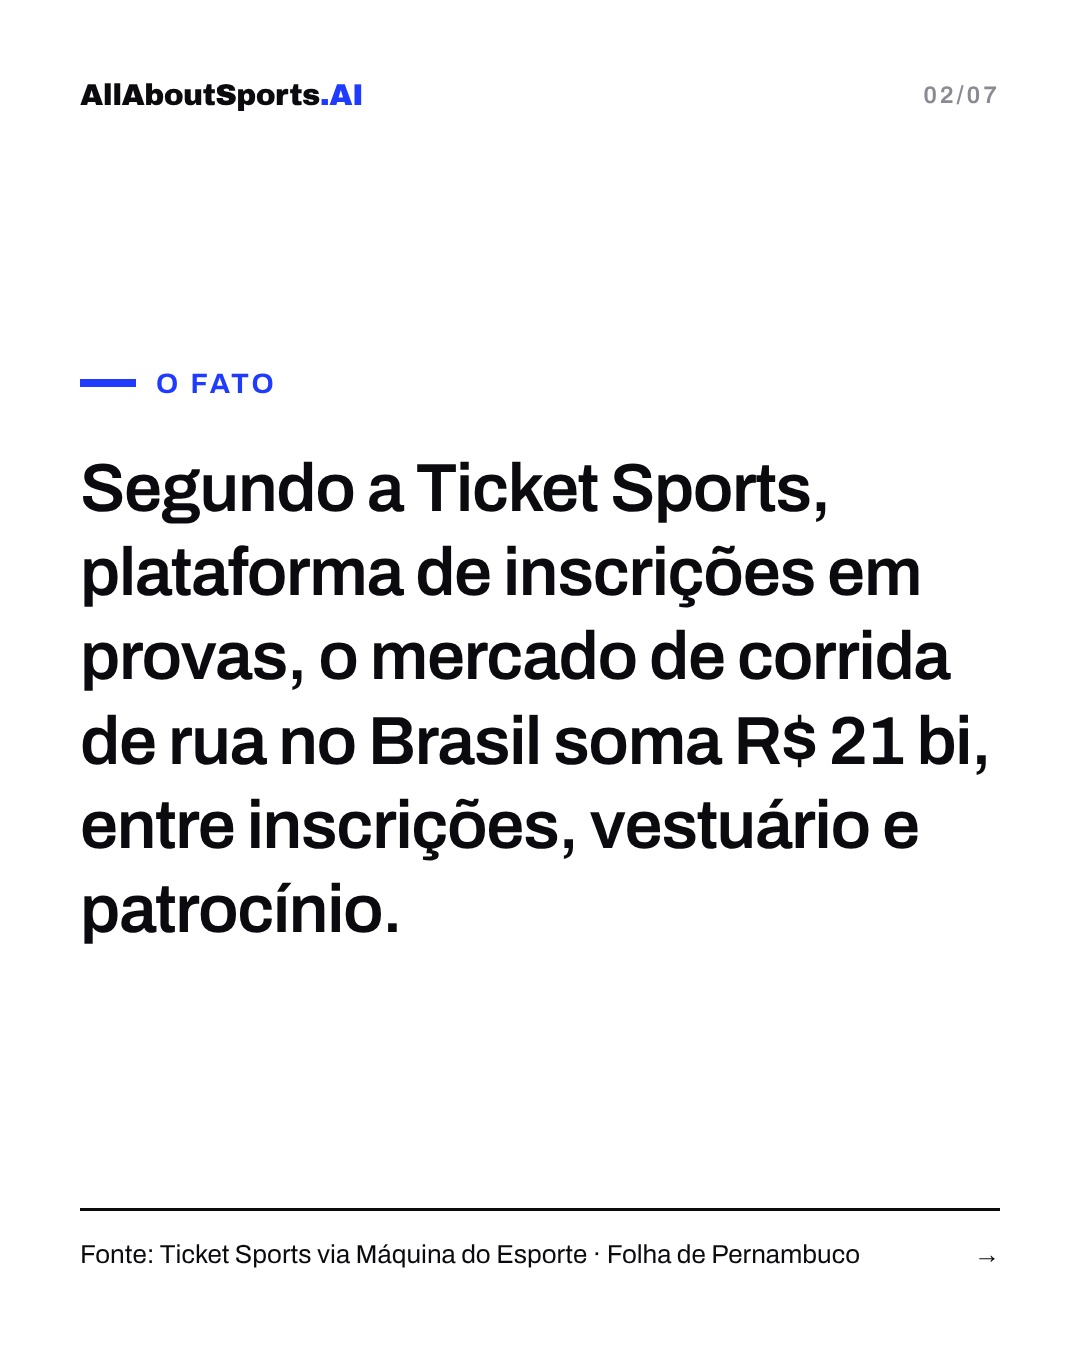 AllAboutSports.AI
02/07
O FATO
Segundo a Ticket Sports,
plataforma de inscrições em
provas, o mercado de corrida
de rua no Brasil soma R$ 21 bi,
entre inscrições, vestuário e
patrocínio.
Fonte: Ticket Sports via Máquina do Esporte · Folha de Pernambuco →